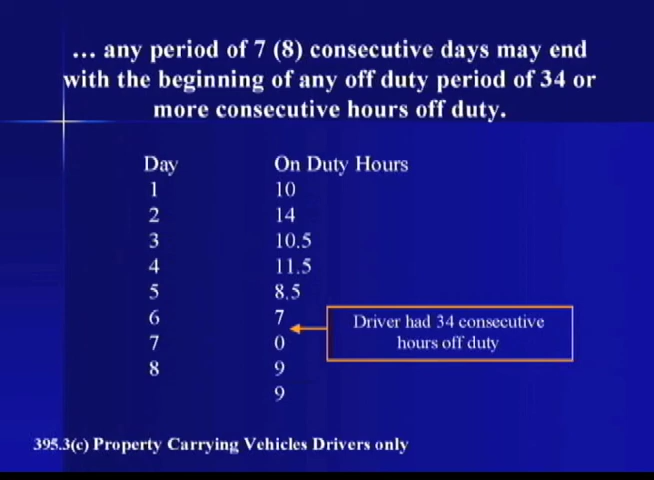 ... any period of 7 (8) consecutive days may end
with the beginning of any off duty period of 34 or
more consecutive hours off duty.
Day On Duty Hours
1 10
2 14
3 10.5
4 11.5
5 8.5
6 7
7 0
8 9
9
Driver had 34 consecutive
hours off duty
395.3(c) Property Carrying Vehicles Drivers only